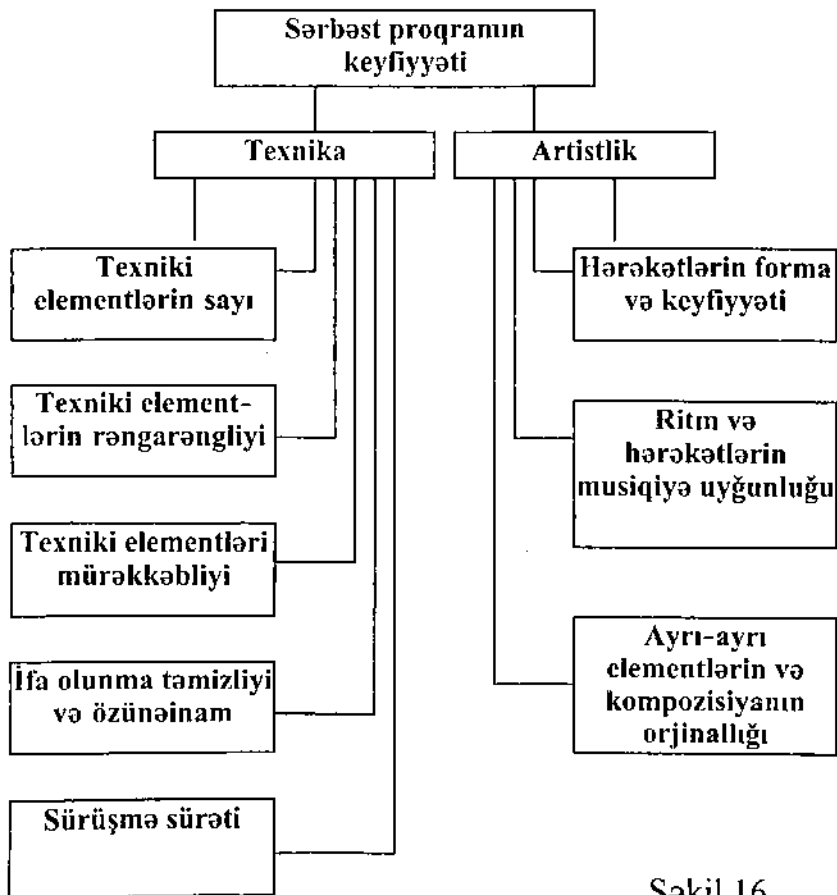 Sərbəst proqramın
keyfiyyəti
Texnika
Artistlik
Texniki
elementlərin sayı
Hərəkətlərin forma
və keyfiyyəti
Texniki element-
lərin rəngarəngliyi
Ritm və
hərəkətlərin
musiqiyə uyğunluğu
Texniki elementləri
mürəkkəbliyi
Ayrı-ayrı
elementlərin və
kompozisiyanın
orjinallığı
İfa olunma təmizliyi
və özünəinam
Sürüşmə sürəti
Şəkil 16